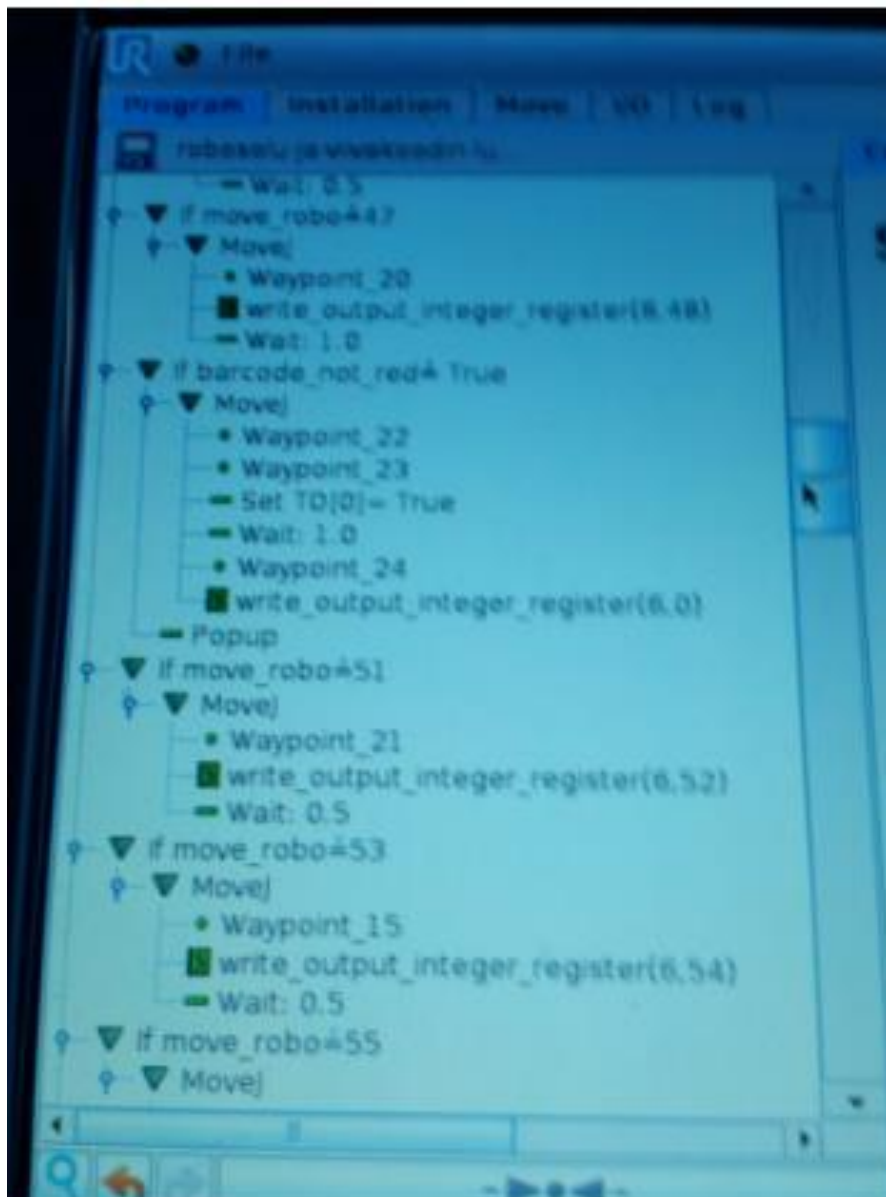 File
Program Installation Move I/O Log
Wait: 0.5
If move_robo≟47
MoveJ
Waypoint_20
write_output_integer_register(6,48)
Wait: 1.0
If barcode_not_red≟ True
MoveJ
Waypoint_22
Waypoint_23
Set TO[0]= True
Wait: 1.0
Waypoint_24
write_output_integer_register(6,0)
Popup
If move_robo≟51
MoveJ
Waypoint_21
write_output_integer_register(6,52)
Wait: 0.5
If move_robo≟53
MoveJ
Waypoint_15
write_output_integer_register(6,54)
Wait: 0.5
If move_robo≟55
MoveJ